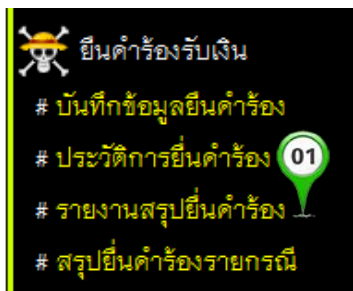 ยืนคำร้องรับเงิน
# บันทึกข้อมูลยืนคำร้อง
# ประวัติการยื่นคำร้อง 01
# รายงานสรุปยื่นคำร้อง
# สรุปยื่นคำร้องรายกรณี